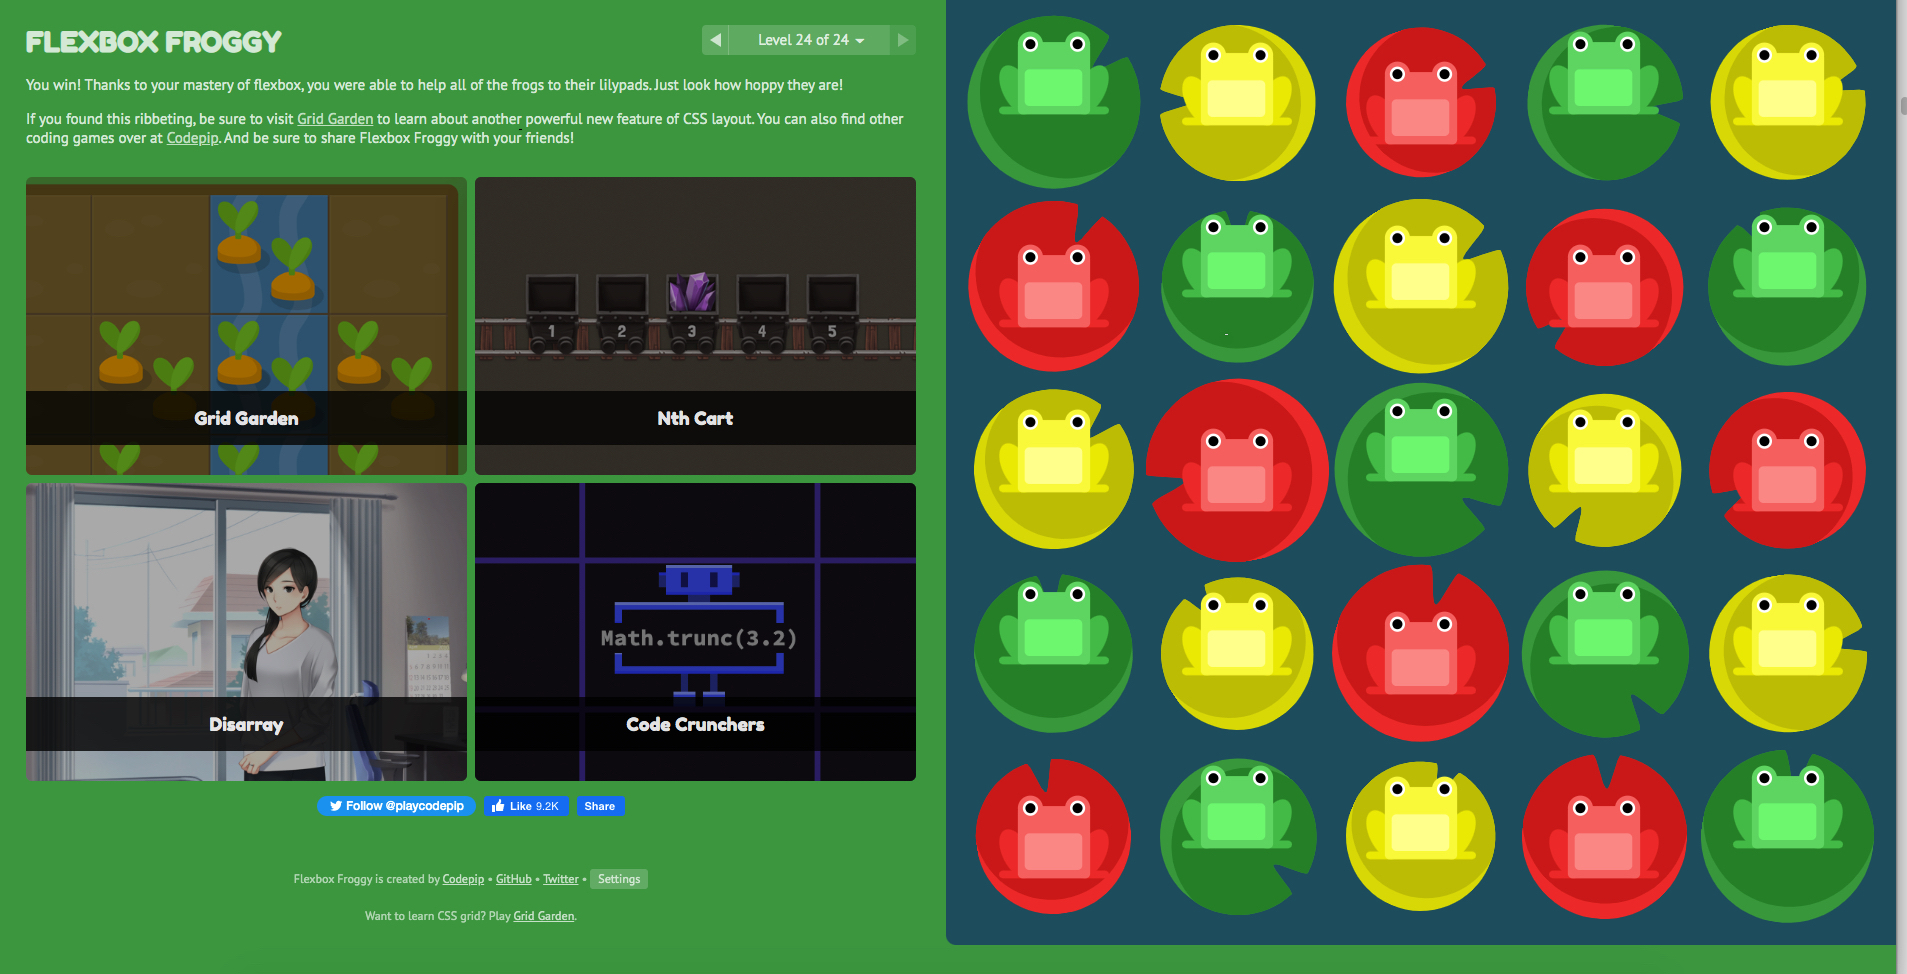 FLEXBOX FROGGY
Level 24 of 24
You win! Thanks to your mastery of flexbox, you were able to help all of the frogs to their lilypads. Just look how hoppy they are!
If you found this ribbeting, be sure to visit Grid Garden to learn about another powerful new feature of CSS layout. You can also find other
coding games over at Codepip. And be sure to share Flexbox Froggy with your friends!
1 2 3 4 5
Grid Garden
Nth Cart
Math.trunc(3.2)
Disarray
Code Crunchers
Follow @playcodepip
Like 9.2K
Share
Flexbox Froggy is created by Codepip • GitHub • Twitter • Settings
Want to learn CSS grid? Play Grid Garden.